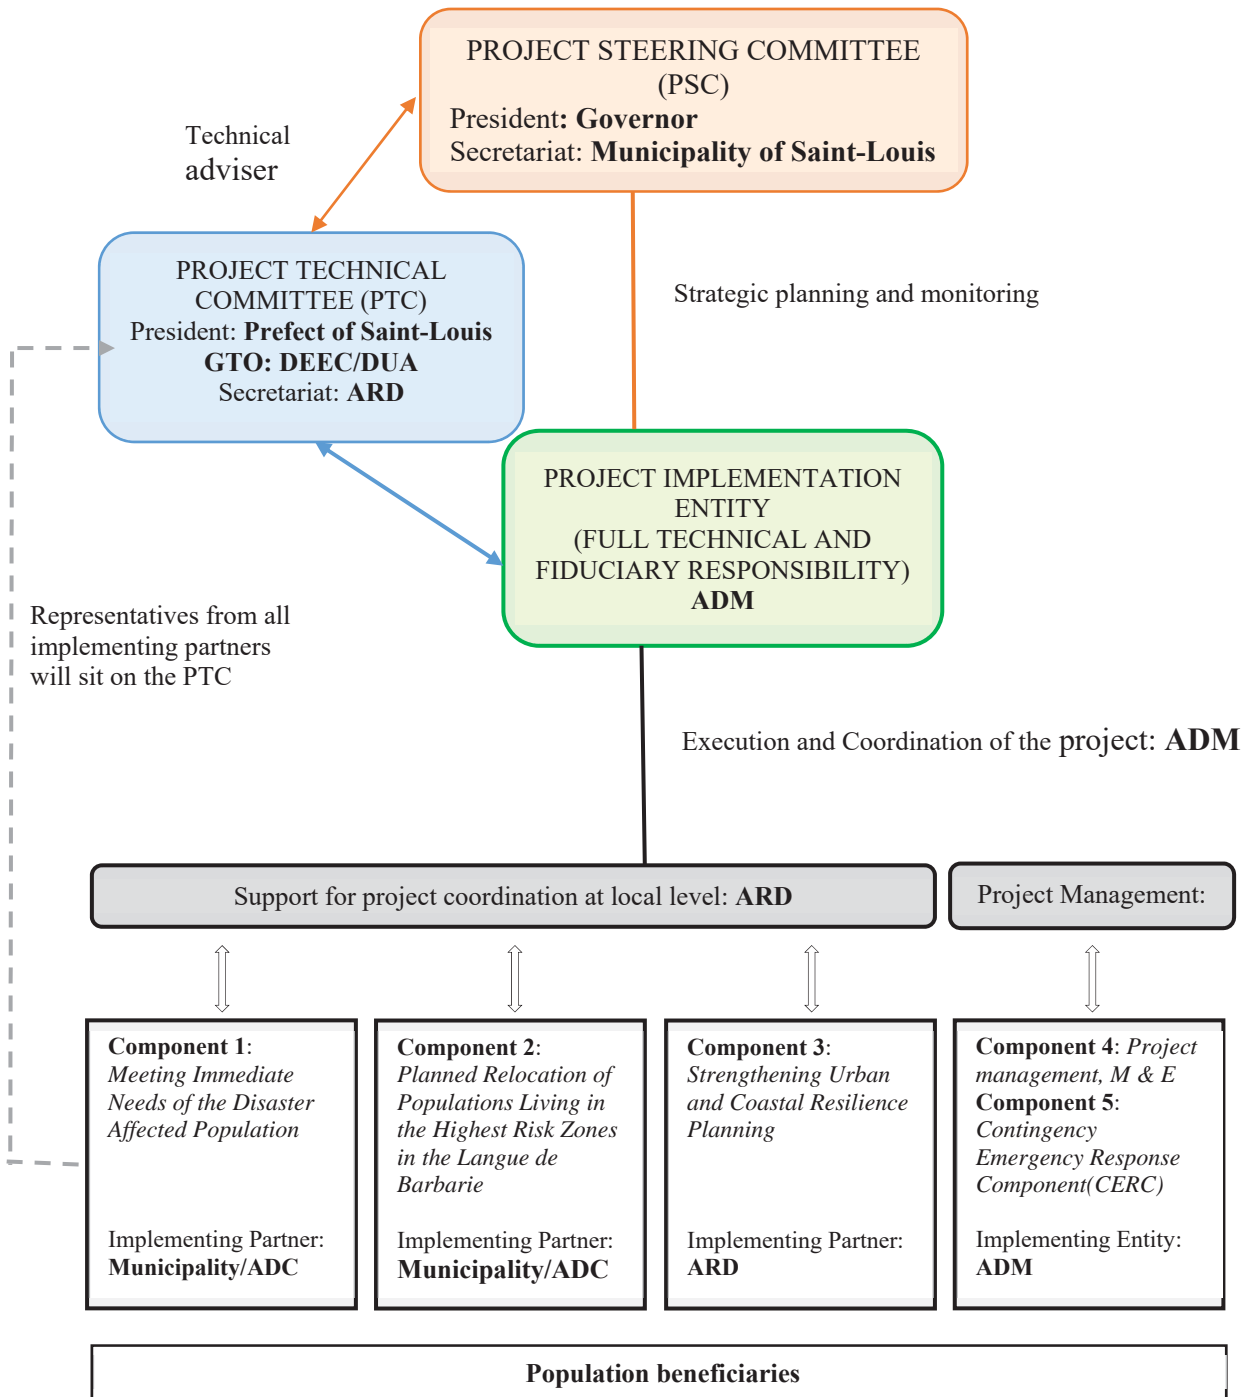 PROJECT STEERING COMMITTEE
(PSC)
President: Governor
Secretariat: Municipality of Saint-Louis
Technical
adviser
PROJECT TECHNICAL
COMMITTEE (PTC)
President: Prefect of Saint-Louis
GTO: DEEC/DUA
Secretariat: ARD
Strategic planning and monitoring
PROJECT IMPLEMENTATION
ENTITY
(FULL TECHNICAL AND
FIDUCIARY RESPONSIBILITY)
ADM
Representatives from all
implementing partners
will sit on the PTC
Execution and Coordination of the project: ADM
Support for project coordination at local level: ARD
Project Management:
Component 1:
Meeting Immediate
Needs of the Disaster
Affected Population
Implementing Partner:
Municipality/ADC
Component 2:
Planned Relocation of
Populations Living in
the Highest Risk Zones
in the Langue de
Barbarie
Implementing Partner:
Municipality/ADC
Component 3:
Strengthening Urban
and Coastal Resilience
Planning
Implementing Partner:
ARD
Component 4: Project
management, M & E
Component 5:
Contingency
Emergency Response
Component(CERC)
Implementing Entity:
ADM
Population beneficiaries